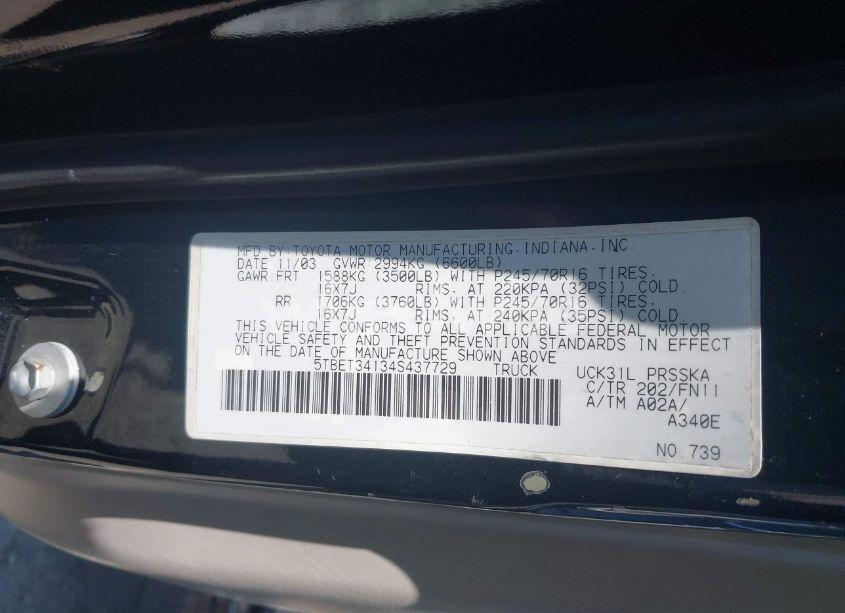 MFD.BY:TOYOTA MOTOR MANUFACTURING.INDIANA.INC.
DATE 11/03 GVWR 2994KG (6600LB)
GAWR FRT 1588KG (3500LB) WITH P245/70R16 TIRES.
16X7J RIMS. AT 220KPA (32PSI) COLD.
RR 1706KG (3760LB) WITH P245/70R16 TIRES.
16X7J RIMS. AT 240KPA (35PSI) COLD.
THIS VEHICLE CONFORMS TO ALL APPLICABLE FEDERAL MOTOR
VEHICLE SAFETY AND THEFT PREVENTION STANDARDS IN EFFECT
ON THE DATE OF MANUFACTURE SHOWN ABOVE.
5TBET34134S437729 TRUCK UCK31L PRSSKA
C/TR 202/FN11
A/TM A02A/
A340E
NO.739